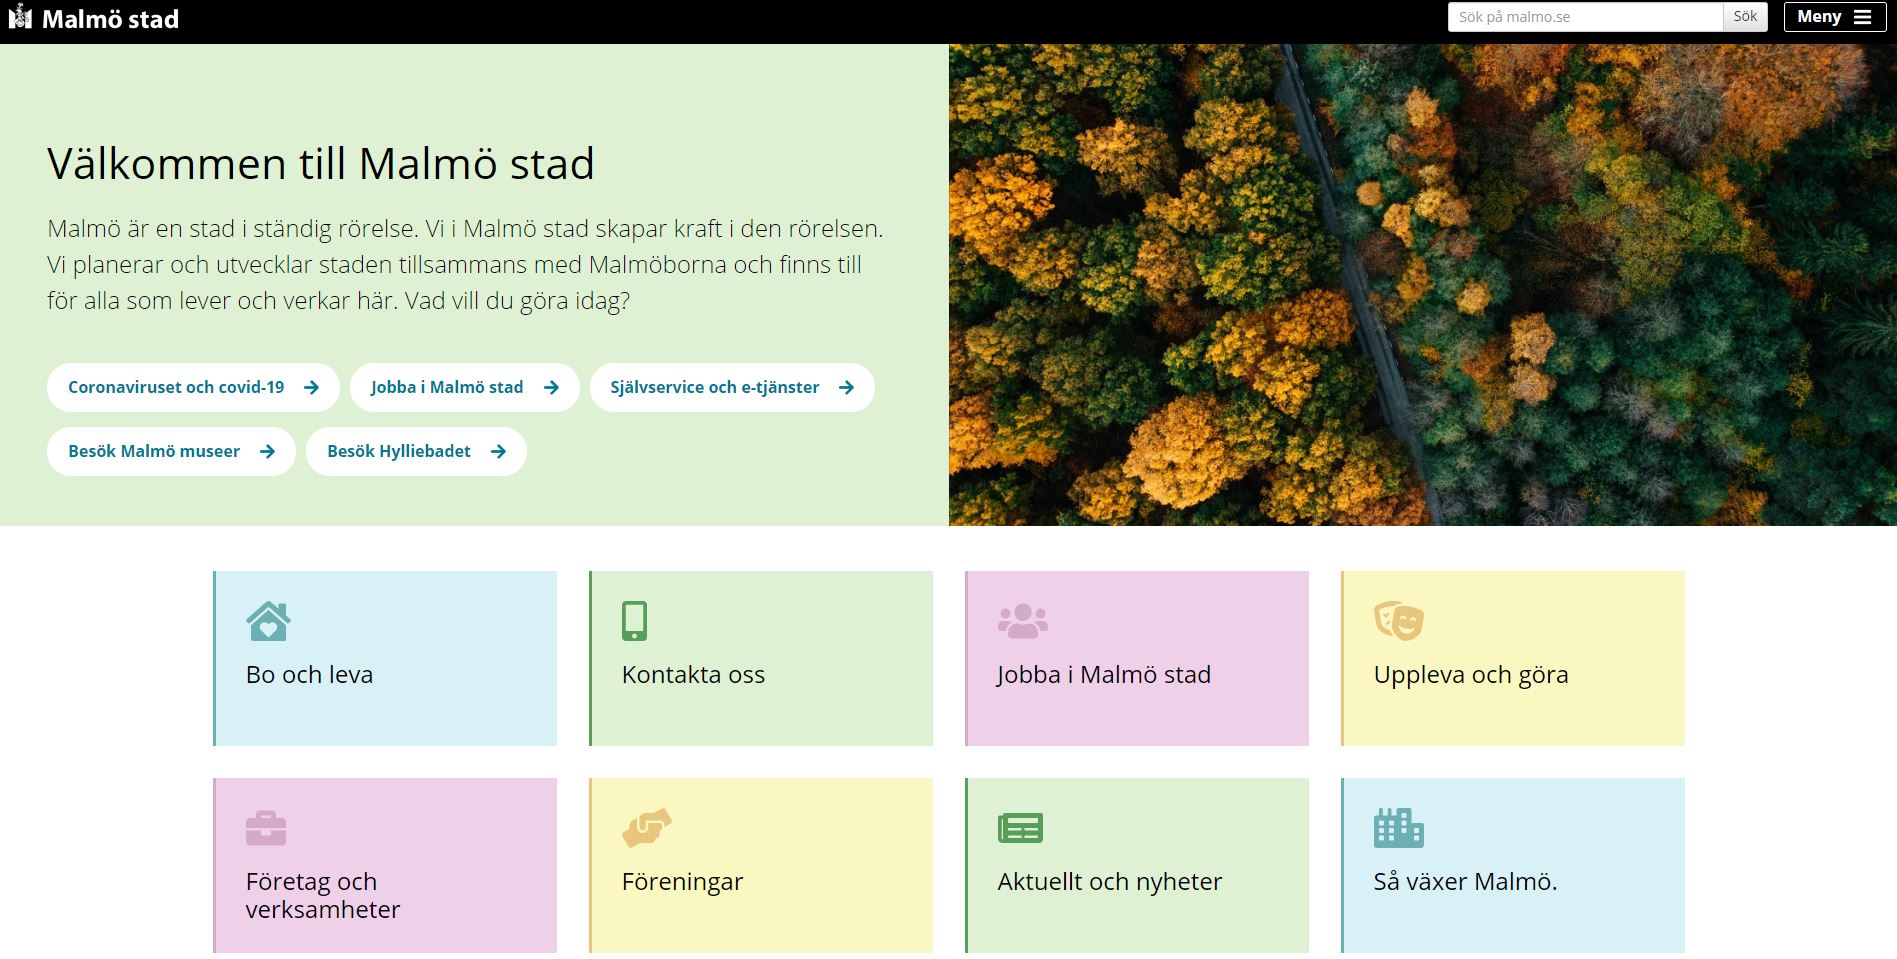 Malmö stad
Sök på malmo.se
Sök
Meny
Välkommen till Malmö stad
Malmö är en stad i ständig rörelse. Vi i Malmö stad skapar kraft i den rörelsen.
Vi planerar och utvecklar staden tillsammans med Malmöborna och finns till
för alla som lever och verkar här. Vad vill du göra idag?
Coronaviruset och covid-19
Jobba i Malmö stad
Självservice och e-tjänster
Besök Malmö museer
Besök Hylliebadet
Bo och leva
Kontakta oss
Jobba i Malmö stad
Uppleva och göra
Företag och
verksamheter
Föreningar
Aktuellt och nyheter
Så växer Malmö.